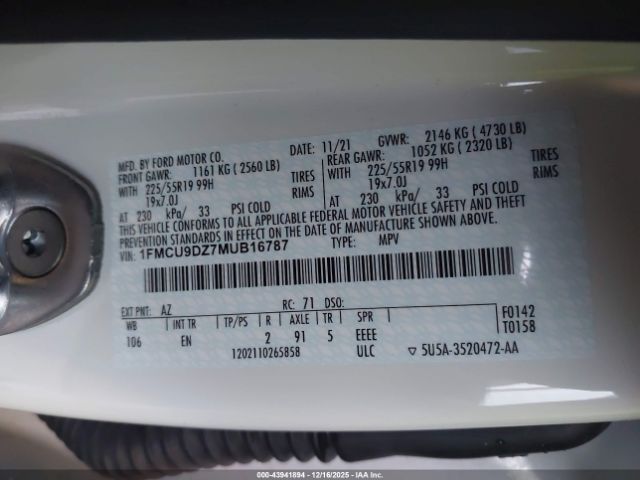 MFD. BY FORD MOTOR CO. DATE: 11/21 GVWR: 2146 KG ( 4730 LB)
FRONT GAWR: 1161 KG ( 2560 LB) REAR GAWR: 1052 KG ( 2320 LB)
WITH 225/55R19 99H TIRES WITH 225/55R19 99H TIRES
19x7.0J RIMS 19x7.0J RIMS
AT 230 kPa/ 33 PSI COLD AT 230 kPa/ 33 PSI COLD
THIS VEHICLE CONFORMS TO ALL APPLICABLE FEDERAL MOTOR VEHICLE SAFETY AND THEFT
PREVENTION STANDARDS IN EFFECT ON THE DATE OF MANUFACTURE SHOWN ABOVE.
VIN: 1FMCU9DZ7MUB16787 TYPE: MPV
EXT PNT: AZ RC: 71 DSO: F0142
WB INT TR TP/PS R AXLE TR SPR T0158
106 EN 2 91 5 EEEE
1202110265858 ULC ▽ 5U5A-3520472-AA
000-43941894 - 12/16/2025 - IAA Inc.